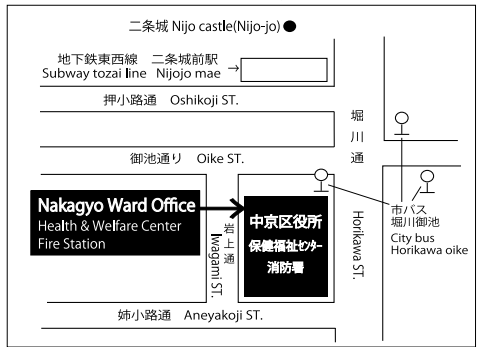 二条城 Nijo castle(Nijo-jo)
地下鉄東西線 二条城前駅
Subway tozai line Nijojo mae →
押小路通 Oshikoji ST.
堀川通
御池通り Oike ST.
Nakagyo Ward Office
Health & Welfare Center
Fire Station
岩上通
Iwagami ST.
中京区役所
保健福祉センター
消防署
Horikawa ST.
市バス
堀川御池
City bus
Horikawa oike
姉小路通 Aneyakoji ST.